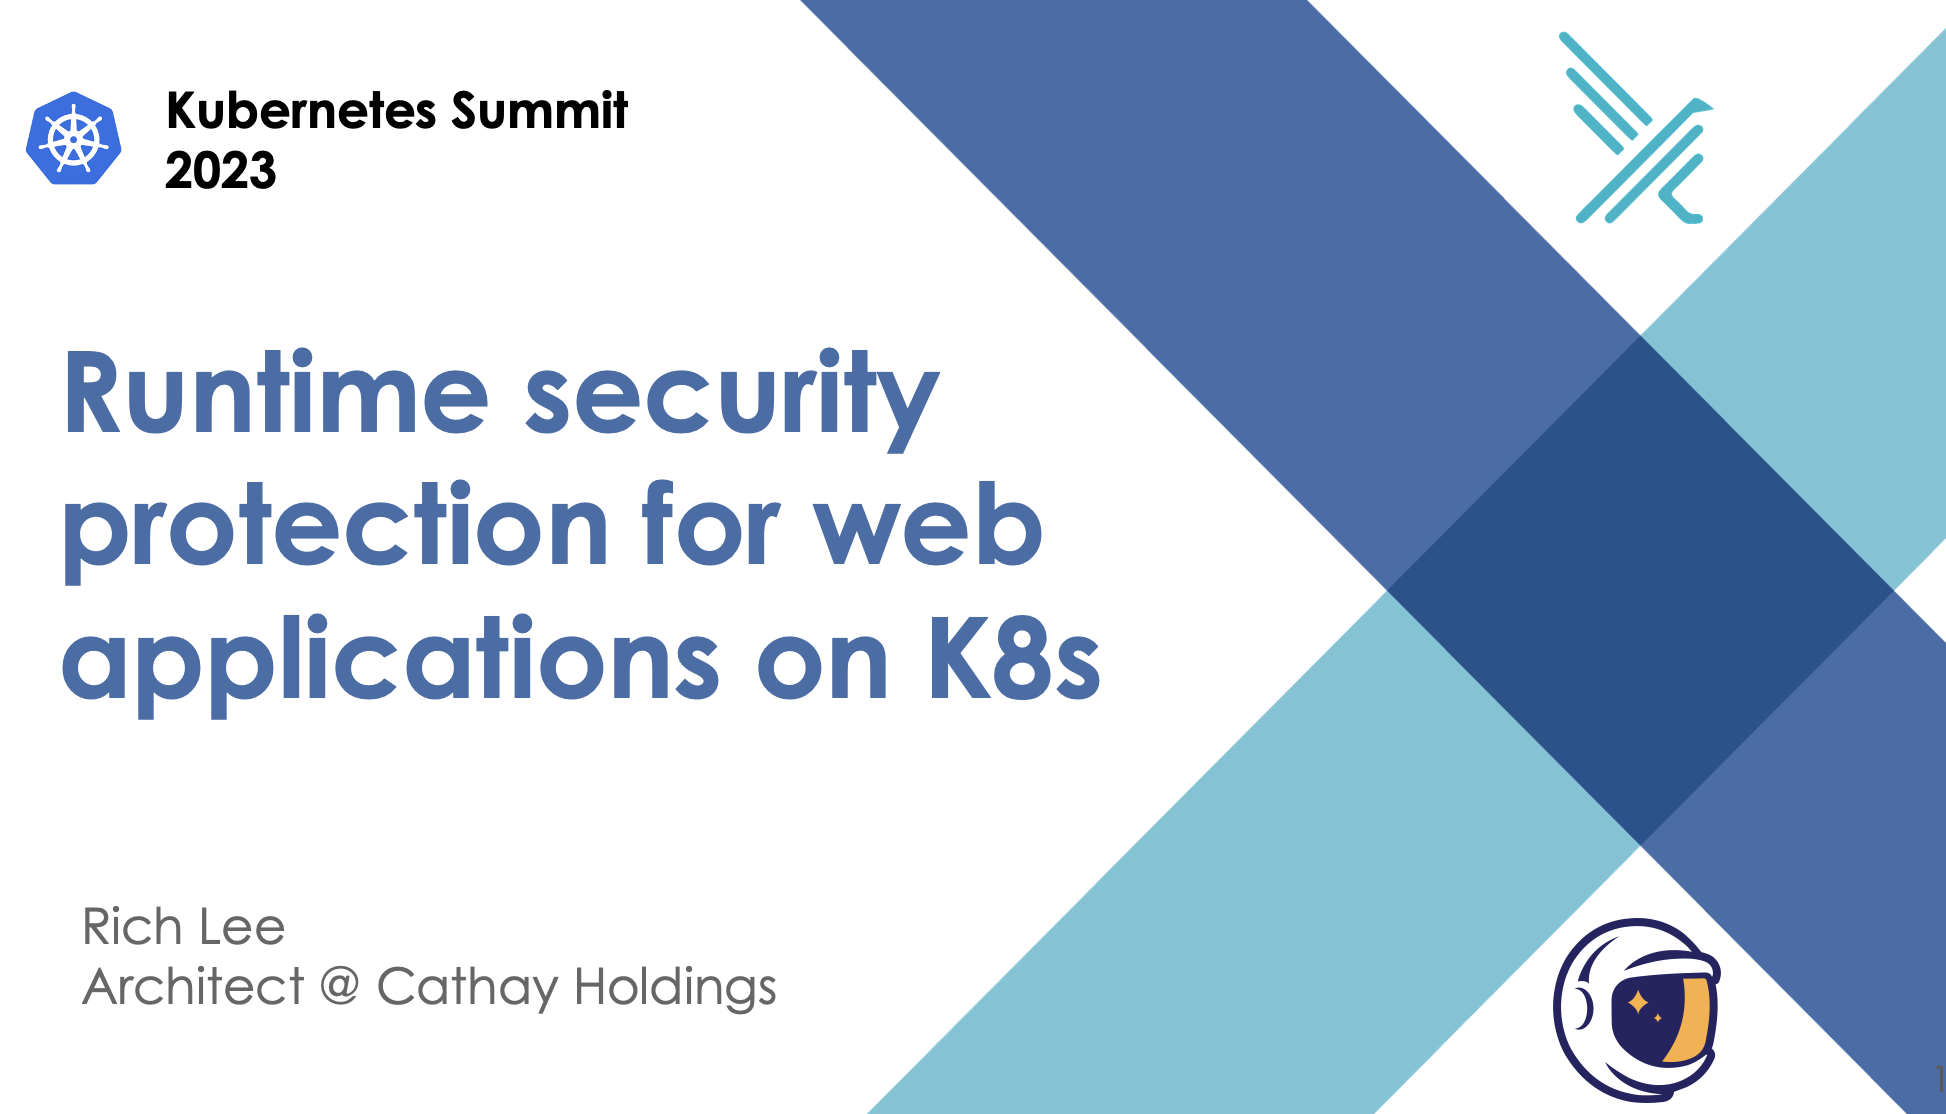 Kubernetes Summit
2023
Runtime security
protection for web
applications on K8s
Rich Lee
Architect @ Cathay Holdings
1